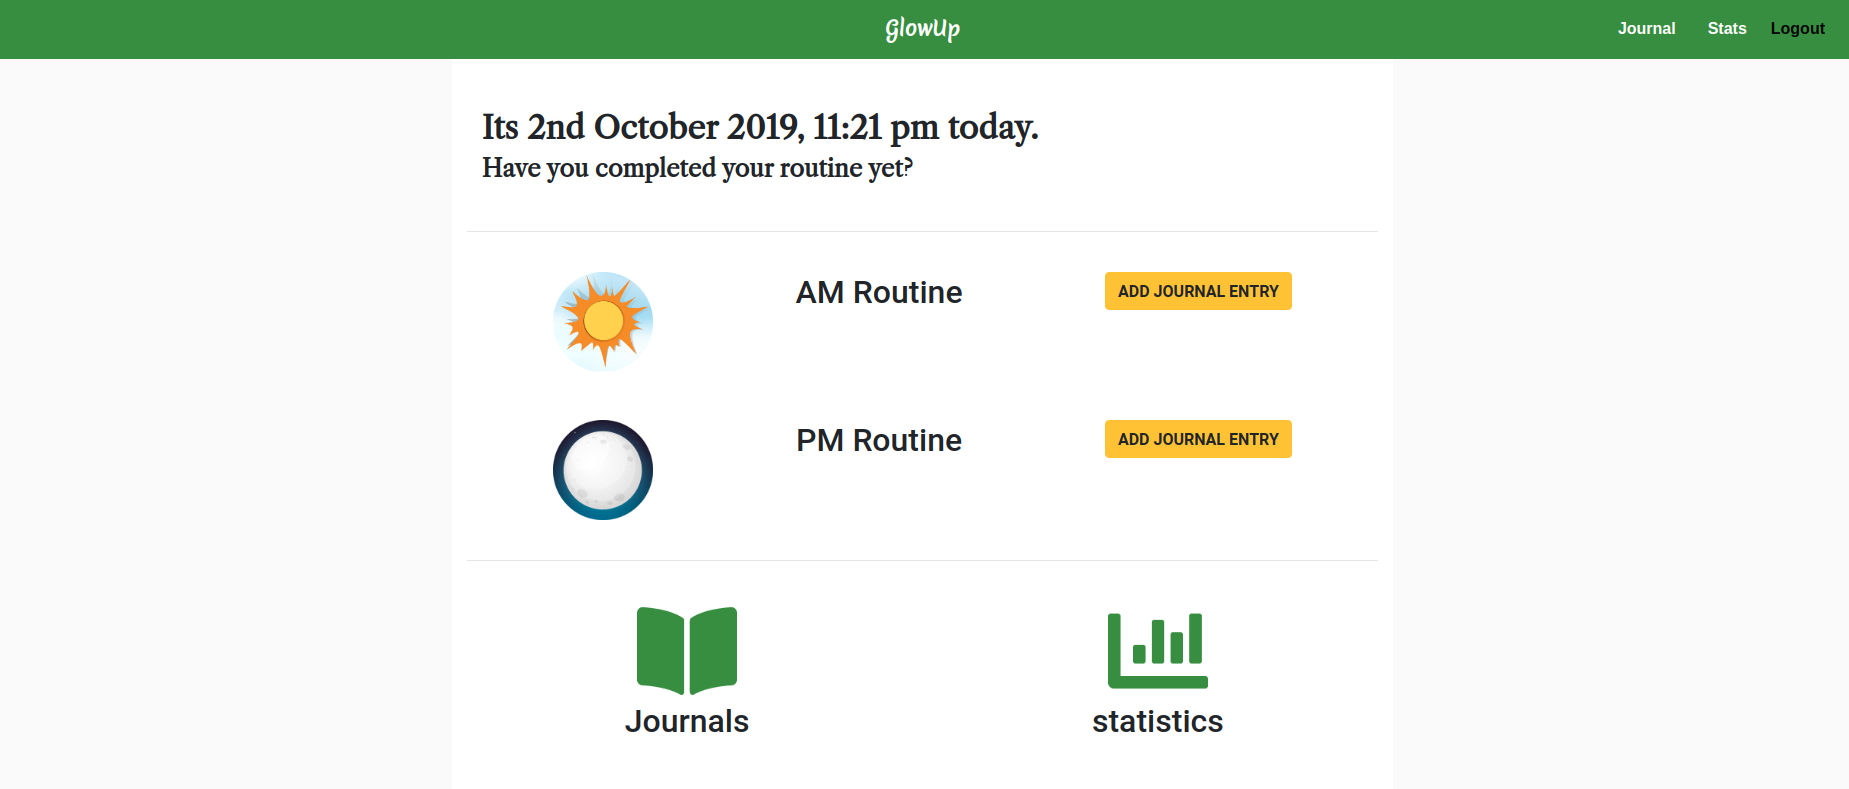 GlowUp
Journal Stats Logout
Its 2nd October 2019, 11:21 pm today.
Have you completed your routine yet?
AM Routine
ADD JOURNAL ENTRY
PM Routine
ADD JOURNAL ENTRY
Journals
statistics